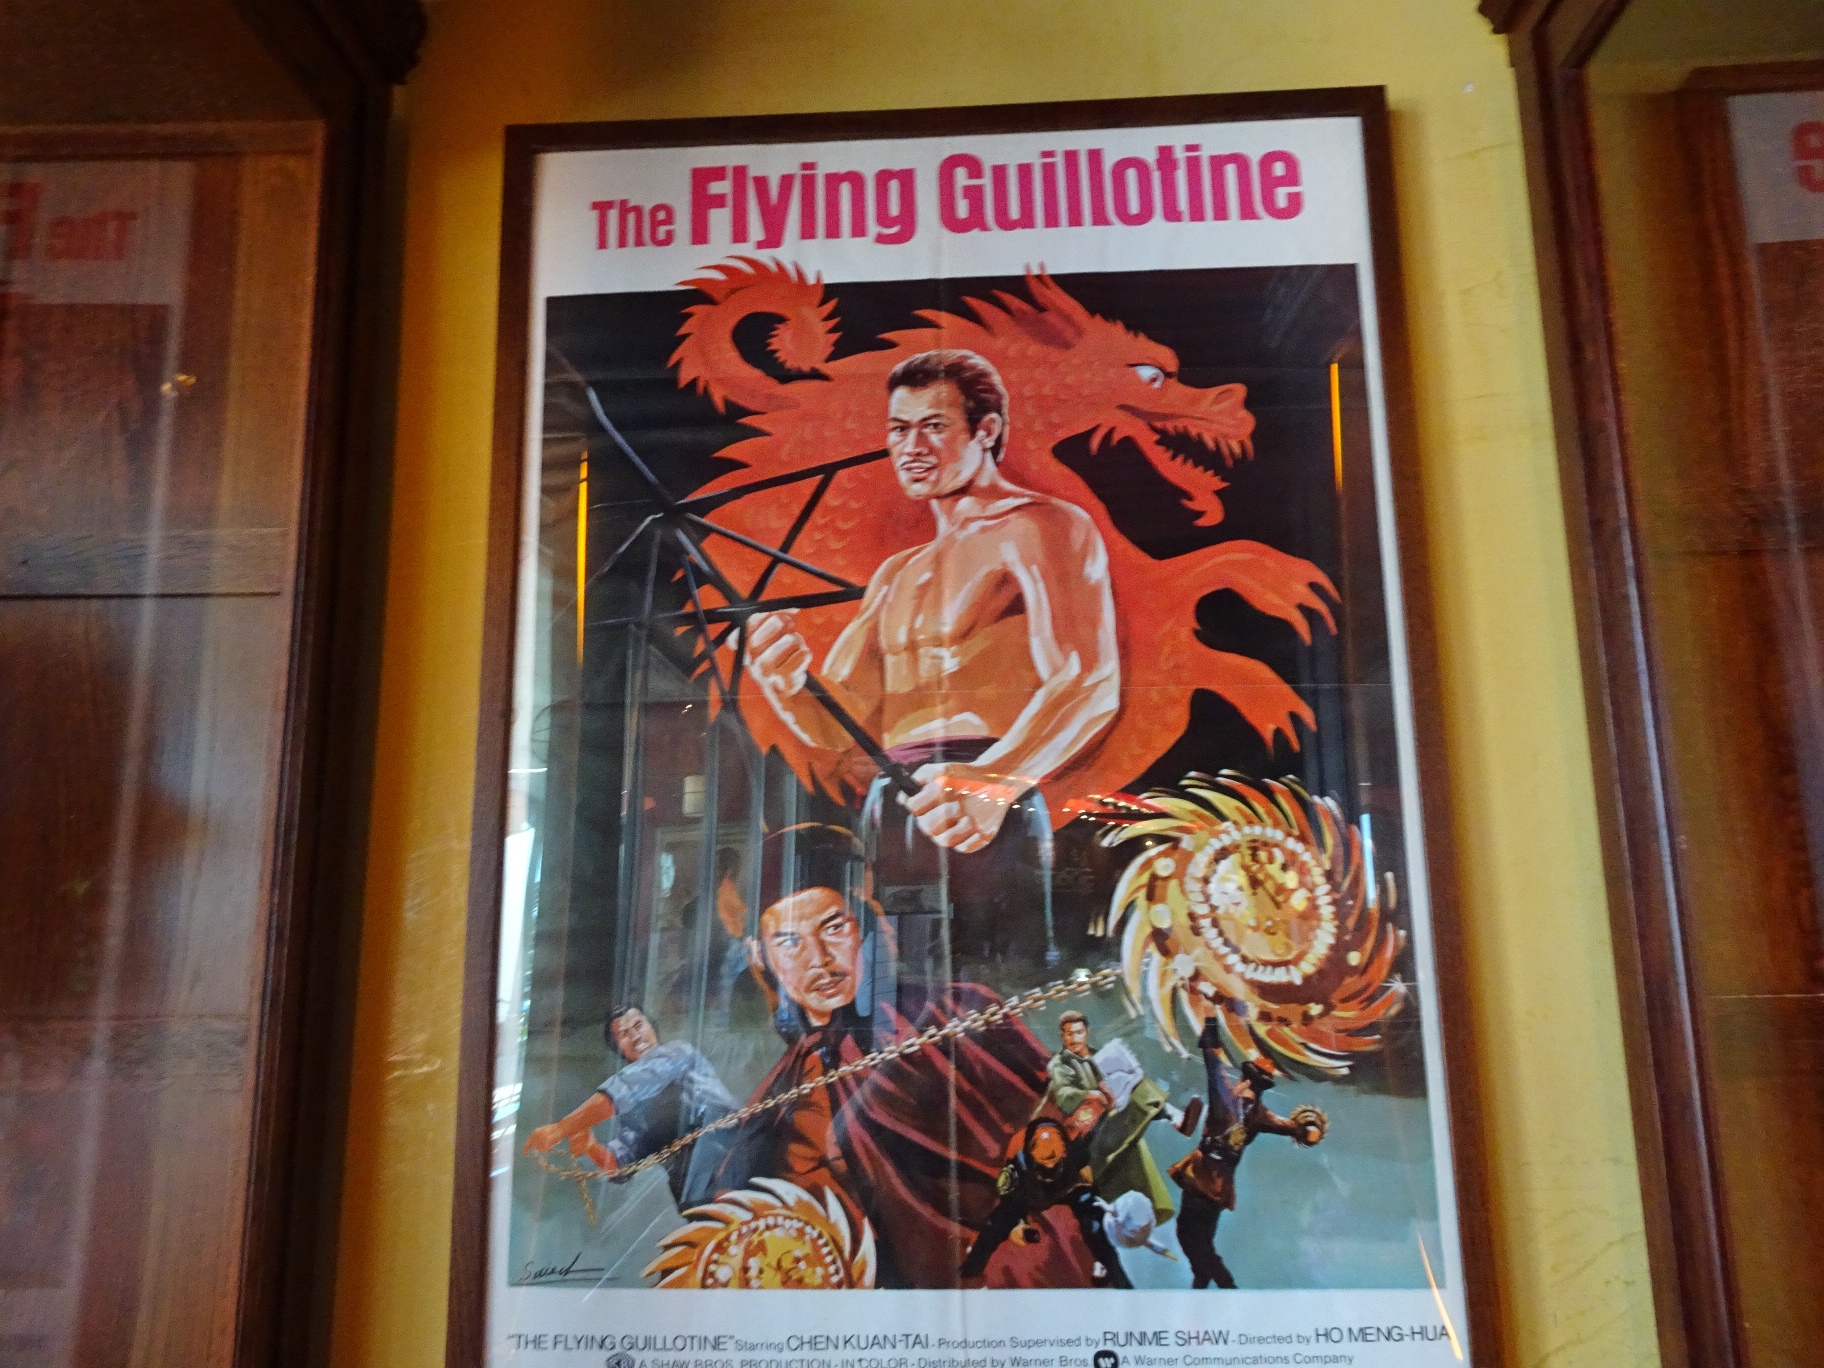 The Flying Guillotine
"THE FLYING GUILLOTINE" Starring CHEN KUAN-TAI - Production Supervised by RUNME SHAW - Directed by HO MENG-HUA
A SHAW BROS. PRODUCTION - IN COLOR - Distributed by Warner Bros. A Warner Communications Company